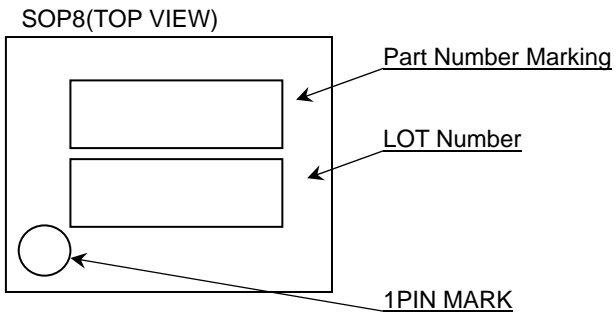 SOP8(TOP VIEW)
Part Number Marking
LOT Number
1PIN MARK